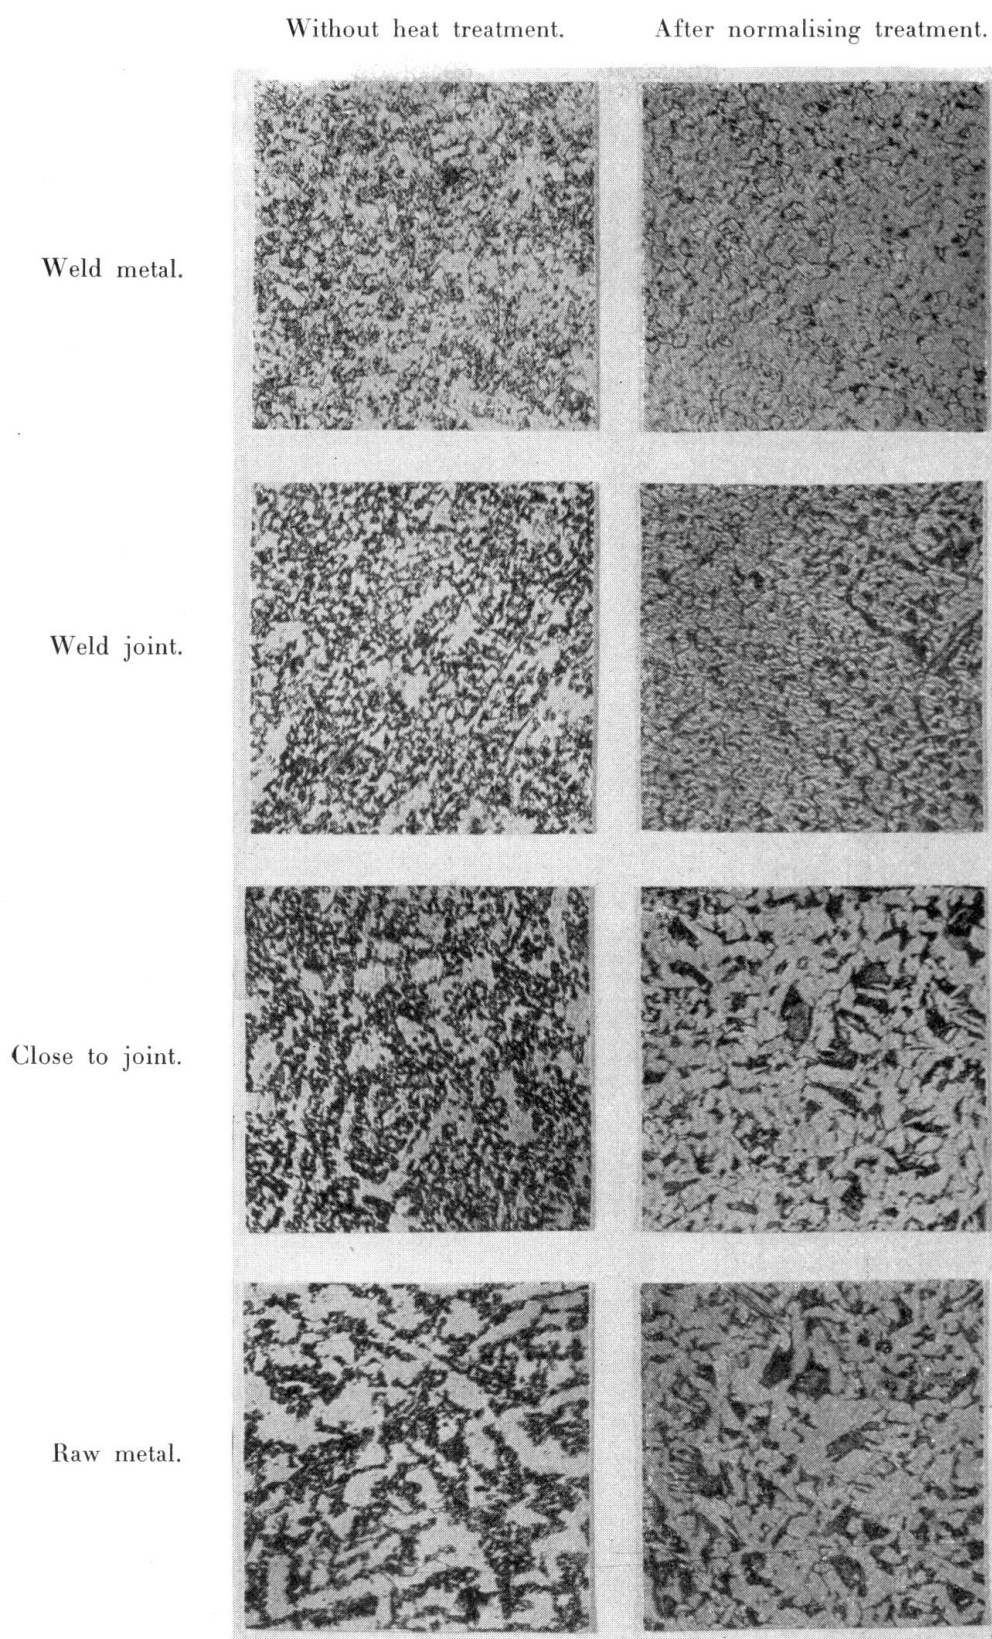 Without heat treatment.
After normalising treatment.
Weld metal.
Weld joint.
Close to joint.
Raw metal.